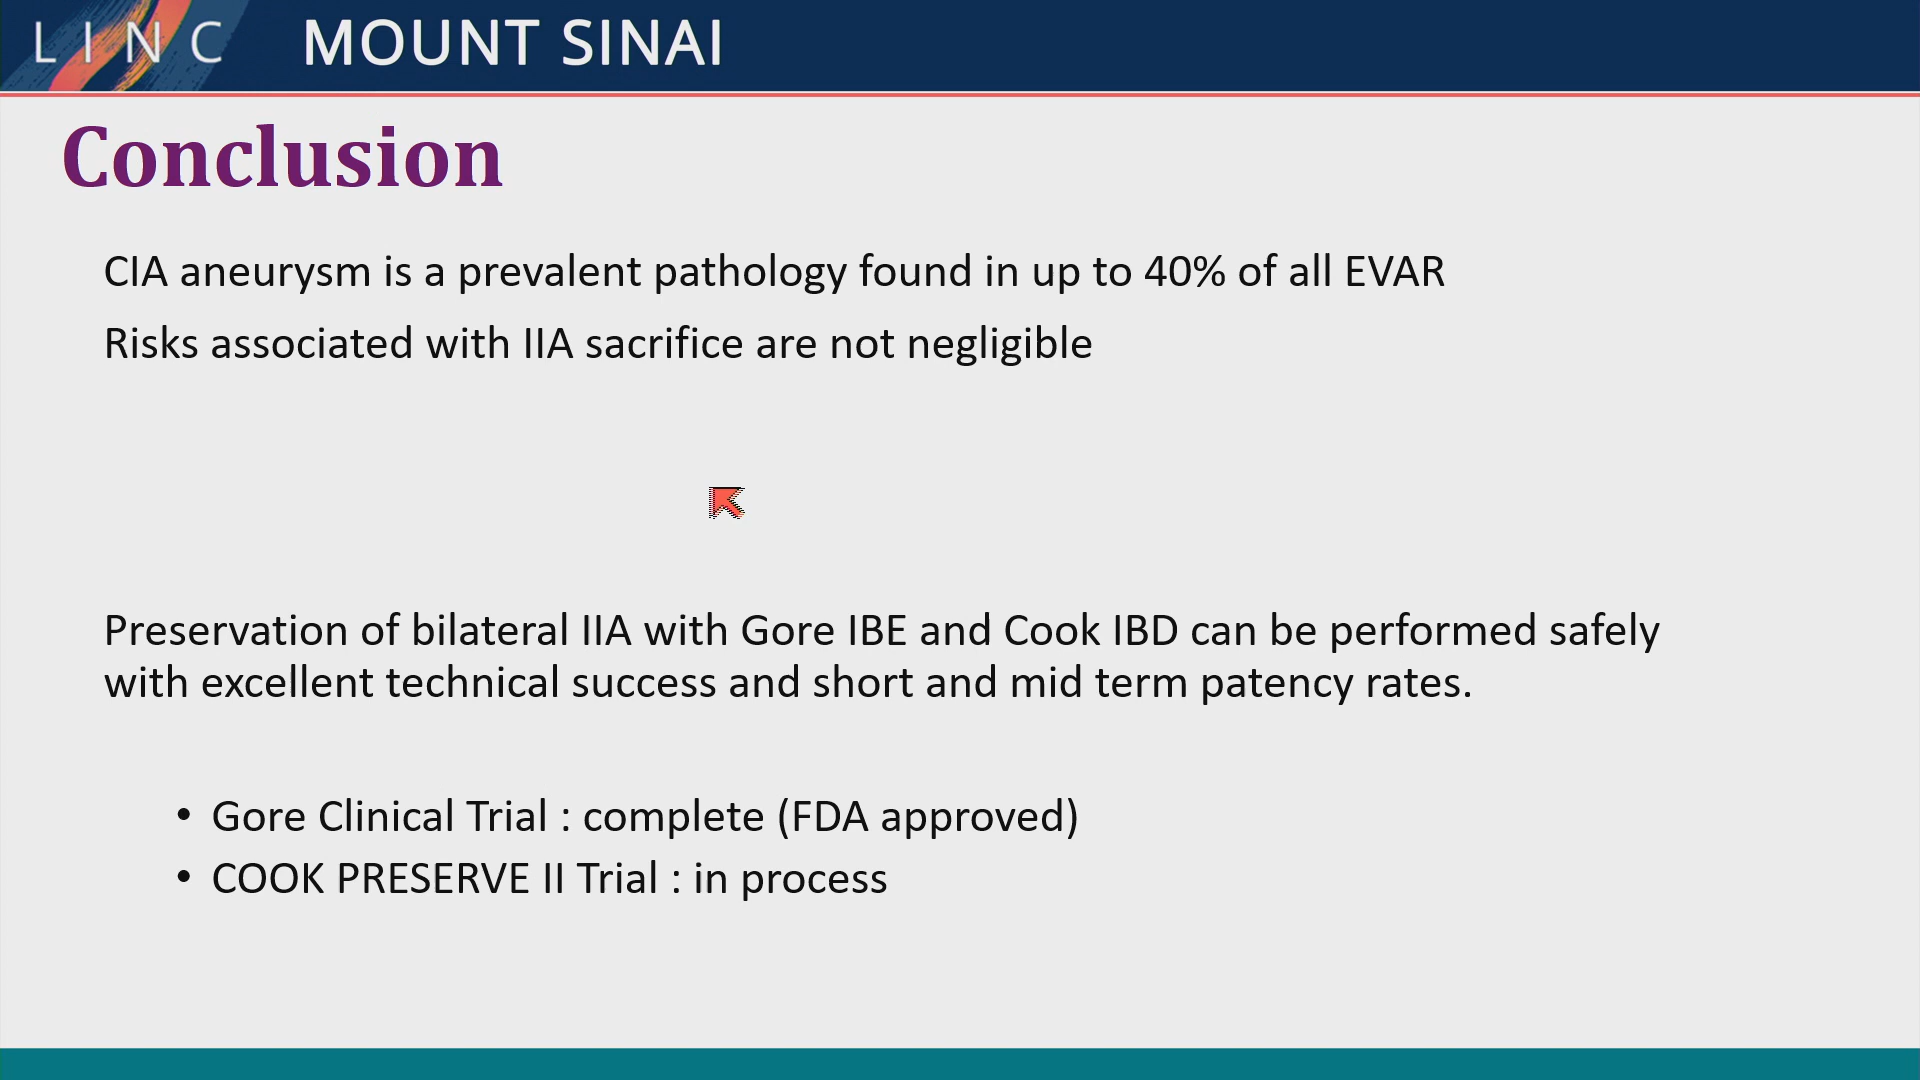 LINC MOUNT SINAI
Conclusion
CIA aneurysm is a prevalent pathology found in up to 40% of all EVAR
Risks associated with IIA sacrifice are not negligible
Preservation of bilateral IIA with Gore IBE and Cook IBD can be performed safely
with excellent technical success and short and mid term patency rates.
• Gore Clinical Trial : complete (FDA approved)
• COOK PRESERVE II Trial : in process